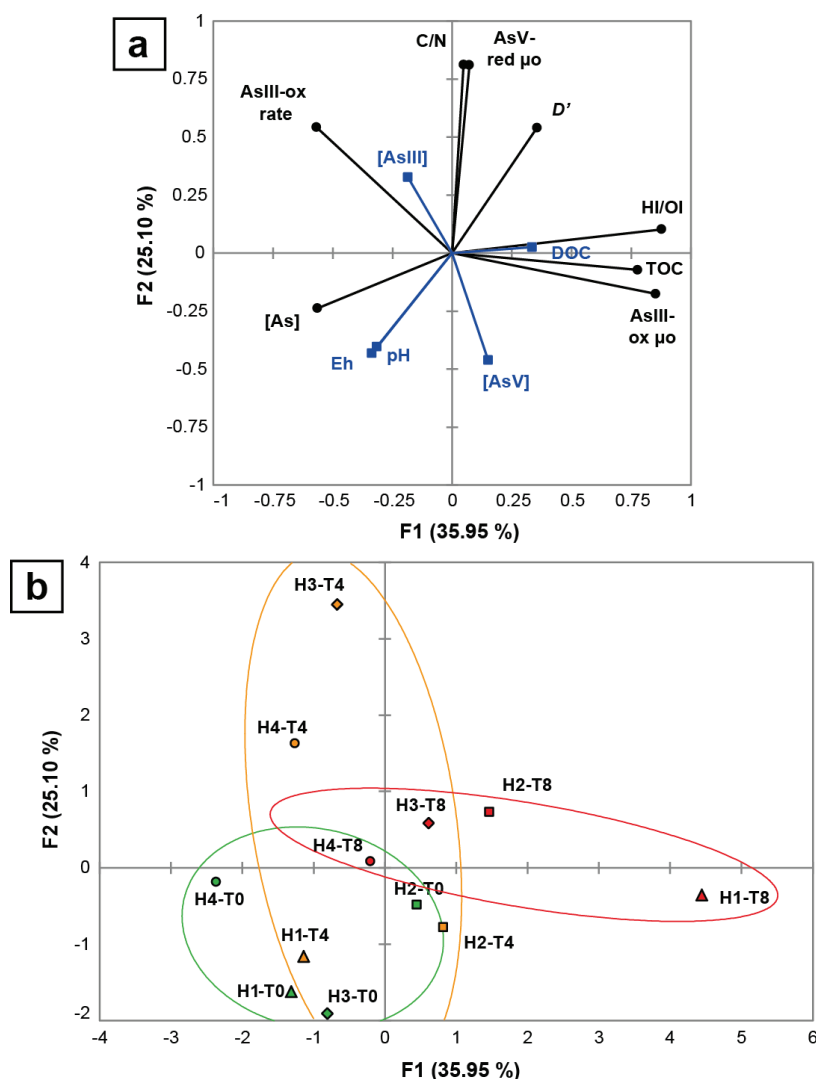 a
1
0.75
0.5
0.25
0
-0.25
-0.5
-0.75
-1
F2 (25.10 %)
C/N
AsV-
red µo
AsIII-ox
rate
D’
[AsIII]
HI/OI
DOC
TOC
AsIII-
ox µo
[As]
Eh
pH
[AsV]
-1
-0.75
-0.5
-0.25
0
0.25
0.5
0.75
1
F1 (35.95 %)
b
4
3
2
1
0
-1
-2
F2 (25.10 %)
H3-T4
H4-T4
H3-T8
H2-T8
H4-T8
H4-T0
H2-T0
H1-T8
H2-T4
H1-T4
H1-T0
H3-T0
-4
-3
-2
-1
0
1
2
3
4
5
6
F1 (35.95 %)